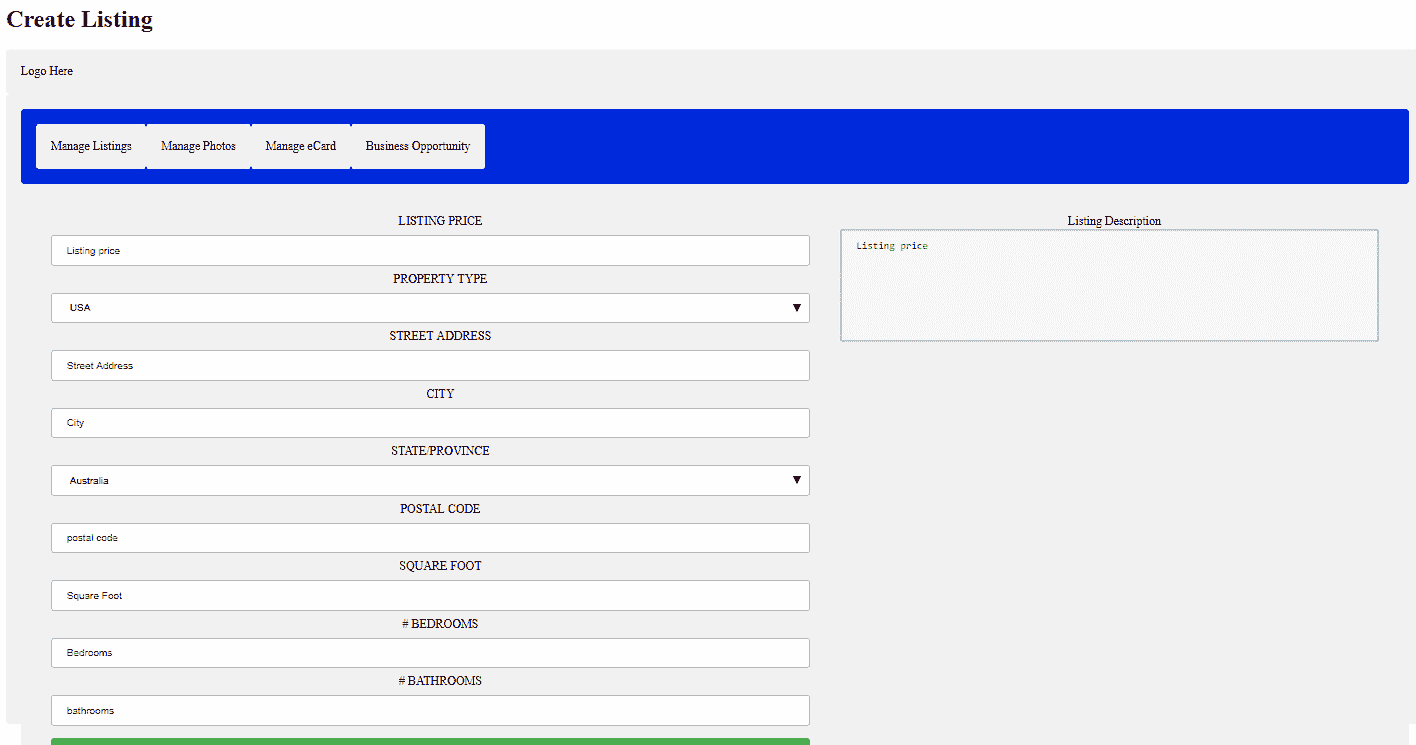 Create Listing
Logo Here
Manage Listings Manage Photos Manage eCard Business Opportunity
LISTING PRICE
Listing price
PROPERTY TYPE
USA
STREET ADDRESS
Street Address
CITY
City
STATE/PROVINCE
Australia
POSTAL CODE
postal code
SQUARE FOOT
Square Foot
# BEDROOMS
Bedrooms
# BATHROOMS
bathrooms
Listing Description
Listing price